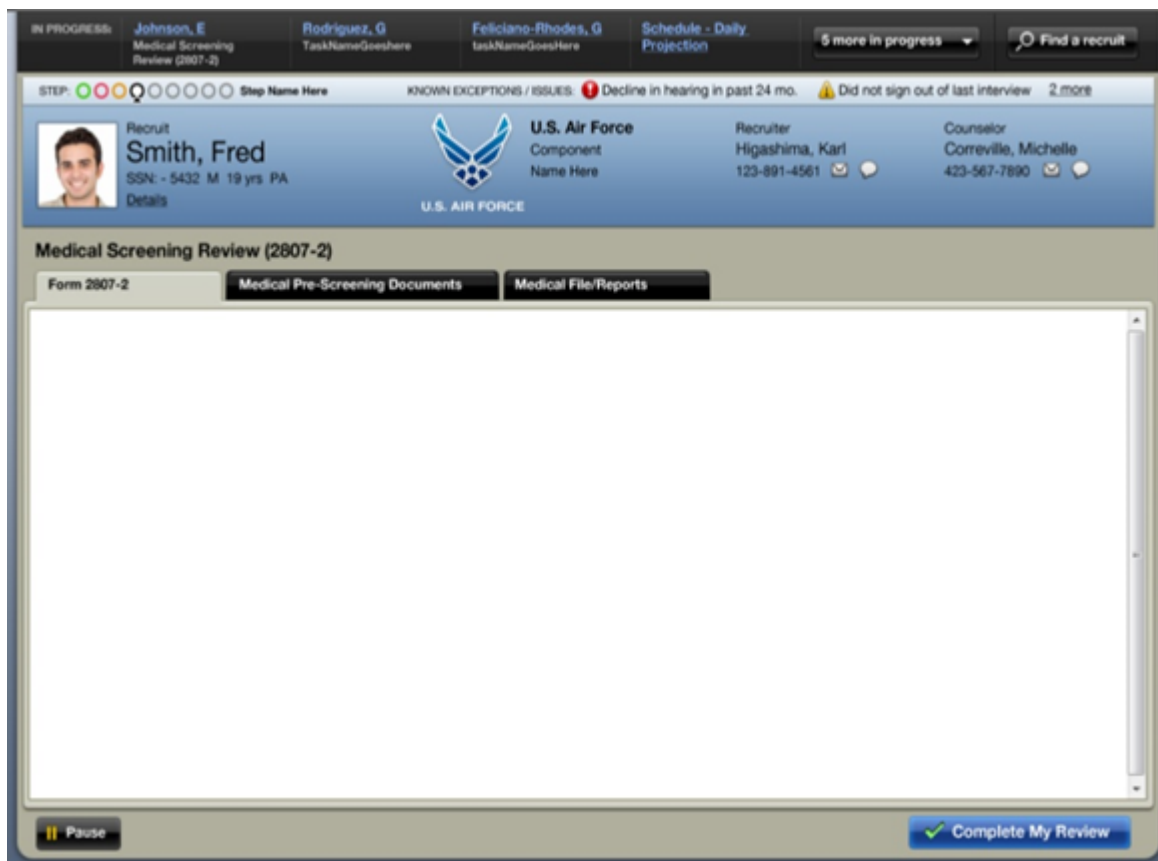 IN PROGRESS:
Johnson, E
Medical Screening
Review (2807-2)
Rodriguez, G
TaskNameGoeshere
Feliciano-Rhodes, G
taskNameGoesHere
Schedule - Daily
Projection
5 more in progress
Find a recruit
STEP: Step Name Here
KNOWN EXCEPTIONS / ISSUES: Decline in hearing in past 24 mo. Did not sign out of last interview 2 more
Recruit
Smith, Fred
SSN: - 5432 M 19 yrs PA
Details
U.S. AIR FORCE
U.S. Air Force
Component
Name Here
Recruiter
Higashima, Karl
123-891-4561
Counselor
Correville, Michelle
423-567-7890
Medical Screening Review (2807-2)
Form 2807-2
Medical Pre-Screening Documents
Medical File/Reports
Pause
Complete My Review